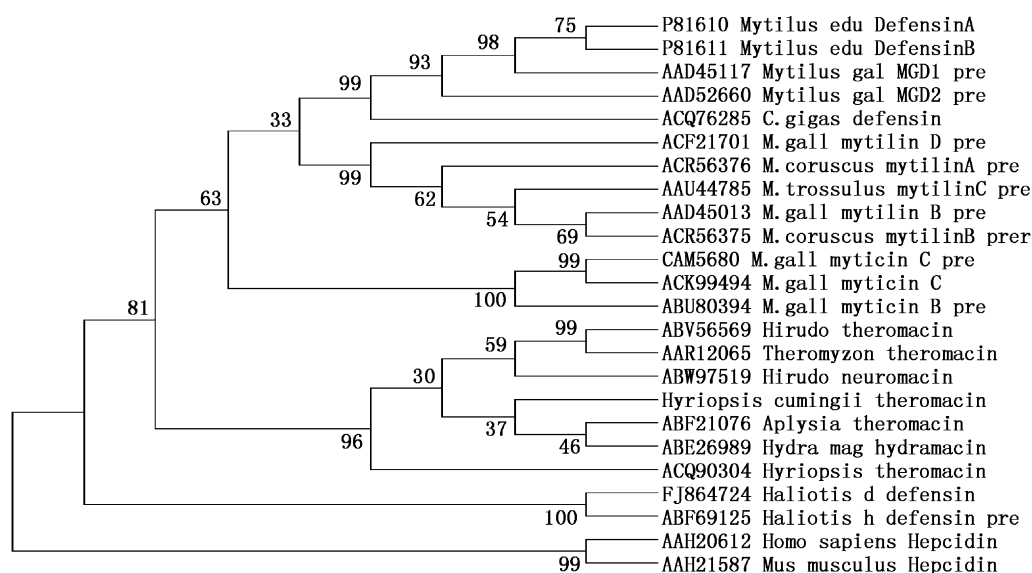 75
P81610 Mytilus edu DefensinA
98
P81611 Mytilus edu DefensinB
93
AAD45117 Mytilus gal MGD1 pre
99
AAD52660 Mytilus gal MGD2 pre
33
ACQ76285 C.gigas defensin
ACF21701 M.gall mytilin D pre
99
ACR56376 M.coruscus mytilinA pre
63
62
AAU44785 M.trossulus mytilinC pre
54
AAD45013 M.gall mytilin B pre
69
ACR56375 M.coruscus mytilinB prer
99
CAM5680 M.gall myticin C pre
ACK99494 M.gall myticin C
81
100
ABU80394 M.gall myticin B pre
99
ABV56569 Hirudo theromacin
59
AAR12065 Theromyzon theromacin
30
ABW97519 Hirudo neuromacin
Hyriopsis cumingii theromacin
37
ABF21076 Aplysia theromacin
96
46
ABE26989 Hydra mag hydramacin
ACQ90304 Hyriopsis theromacin
FJ864724 Haliotis d defensin
100
ABF69125 Haliotis h defensin pre
AAH20612 Homo sapiens Hepcidin
99
AAH21587 Mus musculus Hepcidin